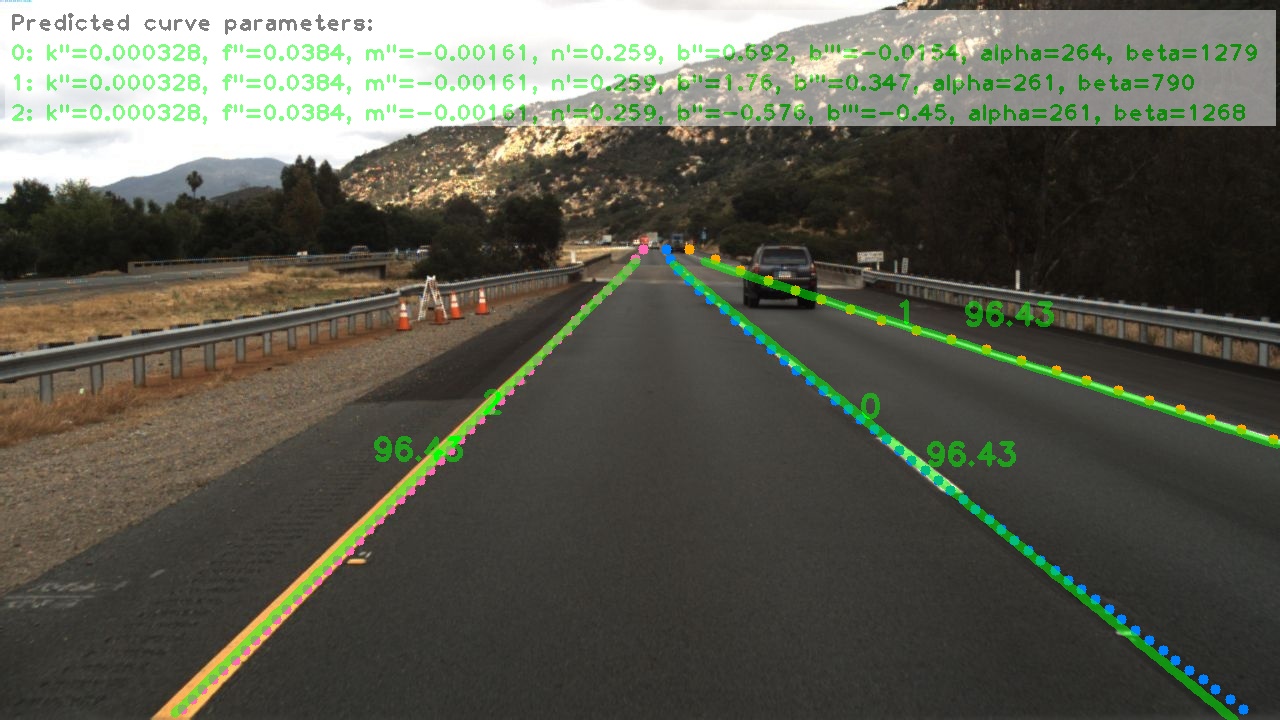 Predicted curve parameters:
0: k''=0.000328, f''=0.0384, m''=-0.00161, n'=0.259, b''=0.692, b'''=-0.0154, alpha=264, beta=1279
1: k''=0.000328, f''=0.0384, m''=-0.00161, n'=0.259, b''=1.76, b'''=0.347, alpha=261, beta=790
2: k''=0.000328, f''=0.0384, m''=-0.00161, n'=0.259, b''=-0.576, b'''=-0.45, alpha=261, beta=1268
1 96.43
2 0
96.43 96.43